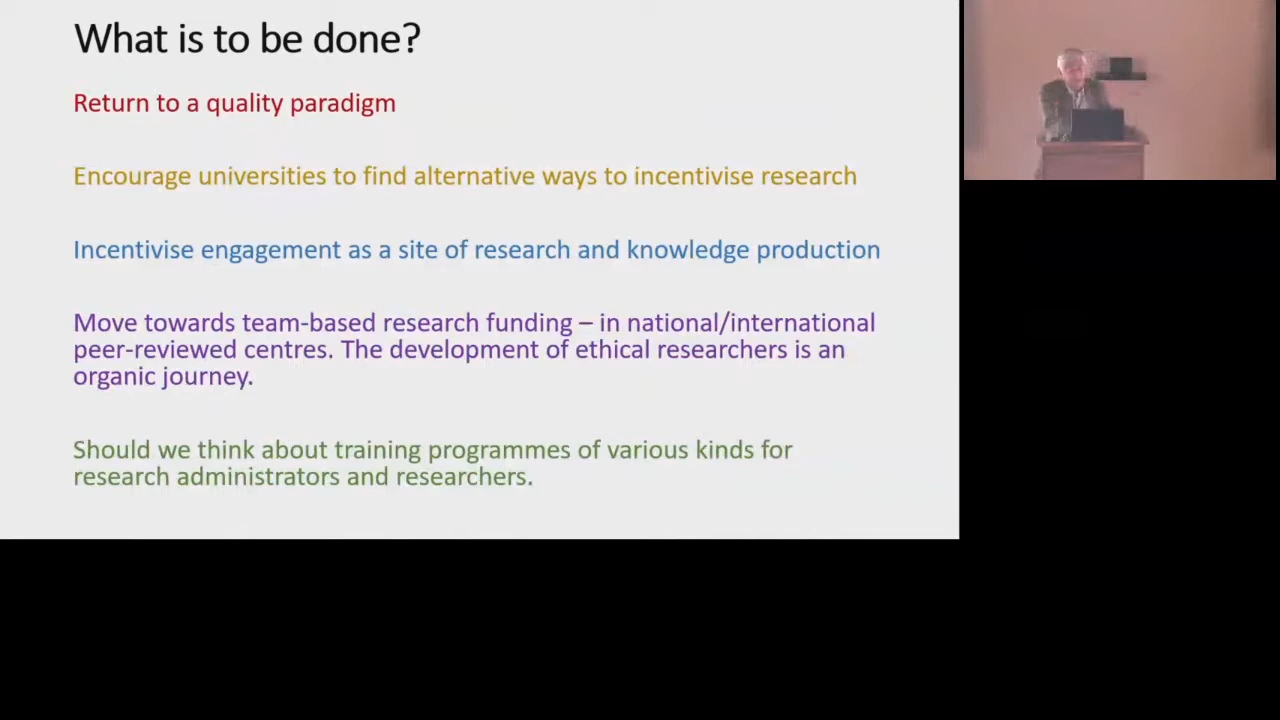 What is to be done?
Return to a quality paradigm
Encourage universities to find alternative ways to incentivise research
Incentivise engagement as a site of research and knowledge production
Move towards team-based research funding – in national/international
peer-reviewed centres. The development of ethical researchers is an
organic journey.
Should we think about training programmes of various kinds for
research administrators and researchers.